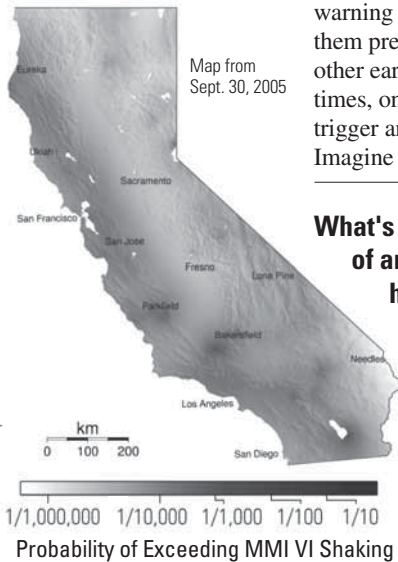 warning
them pre
other ear
times, or
trigger ar
Imagine
What's
of ar
h
Map from
Sept. 30, 2005
Eureka
Ukiah
Sacramento
San Francisco
San Jose
Fresno
Lone Pine
Parkfield
Bakersfield
Needles
Los Angeles
San Diego
km
0 100 200
1/1,000,000 1/10,000 1/1,000 1/100 1/10
Probability of Exceeding MMI VI Shaking